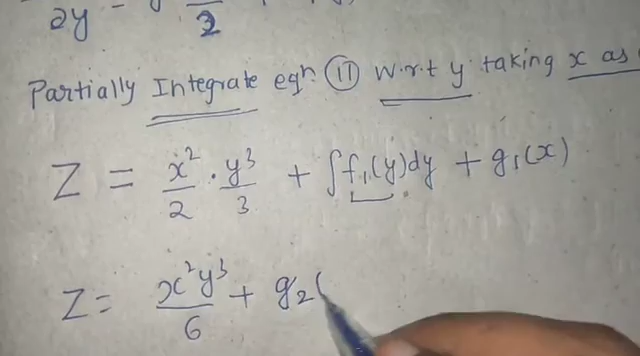 ∂y 2
Partially Integrate eqn. (11) w.r.t y taking x as
Z = x²/2 . y³/3 + ∫f₁(y)dy + g₁(x)
Z = x²y³/6 + g₂(